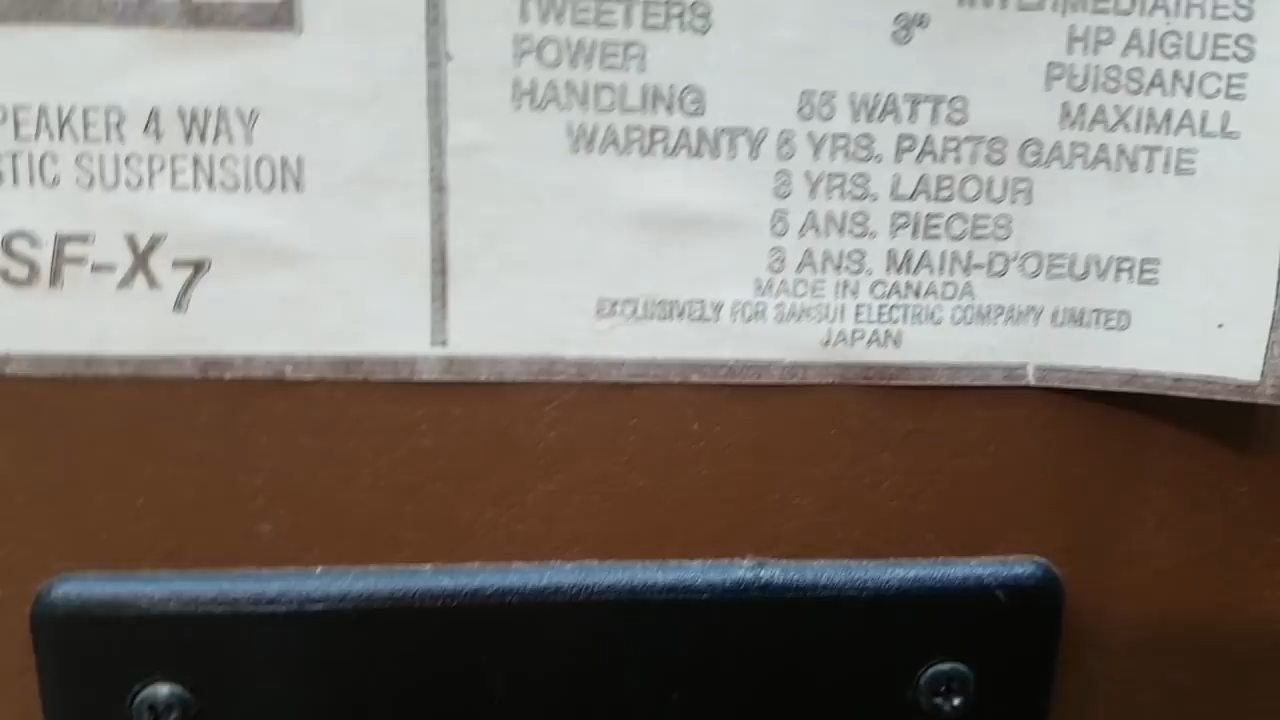 PEAKER 4 WAY
TIC SUSPENSION
SF-X7
TWEETERS 3" INTERMEDIAIRES
POWER HP AIGUES
HANDLING 55 WATTS PUISSANCE
MAXIMALL
WARRANTY 5 YRS. PARTS GARANTIE
3 YRS. LABOUR
5 ANS. PIECES
3 ANS. MAIN-D'OEUVRE
MADE IN CANADA
EXCLUSIVELY FOR SANSUI ELECTRIC COMPANY LIMITED
JAPAN